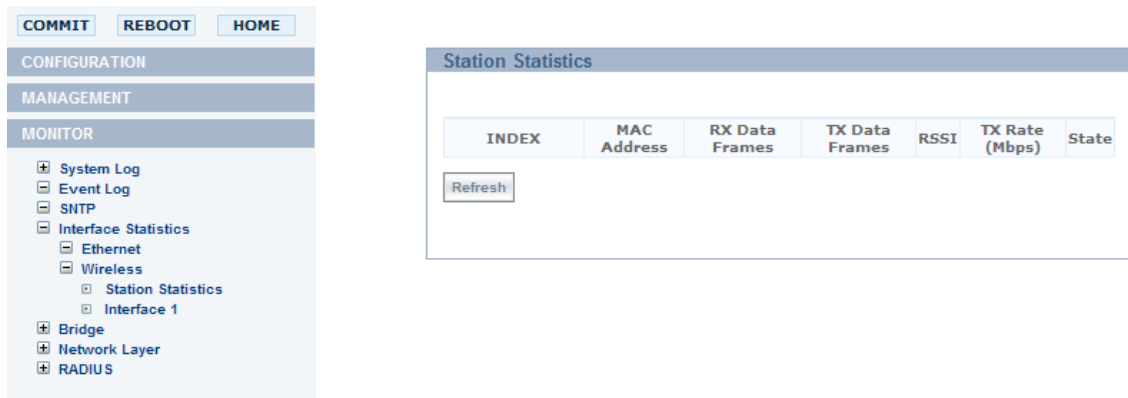 COMMIT REBOOT HOME
CONFIGURATION
MANAGEMENT
MONITOR
System Log
Event Log
SNTP
Interface Statistics
Ethernet
Wireless
Station Statistics
Interface 1
Bridge
Network Layer
RADIUS
Station Statistics
INDEX MAC Address RX Data Frames TX Data Frames RSSI TX Rate (Mbps) State
Refresh